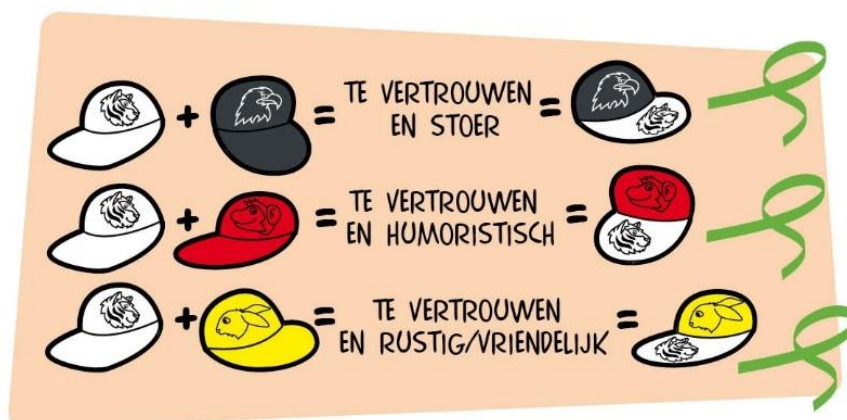 + = TE VERTROUWEN =
EN STOER
+ = TE VERTROUWEN =
EN HUMORISTISCH
+ = TE VERTROUWEN =
EN RUSTIG/VRIENDELIJK